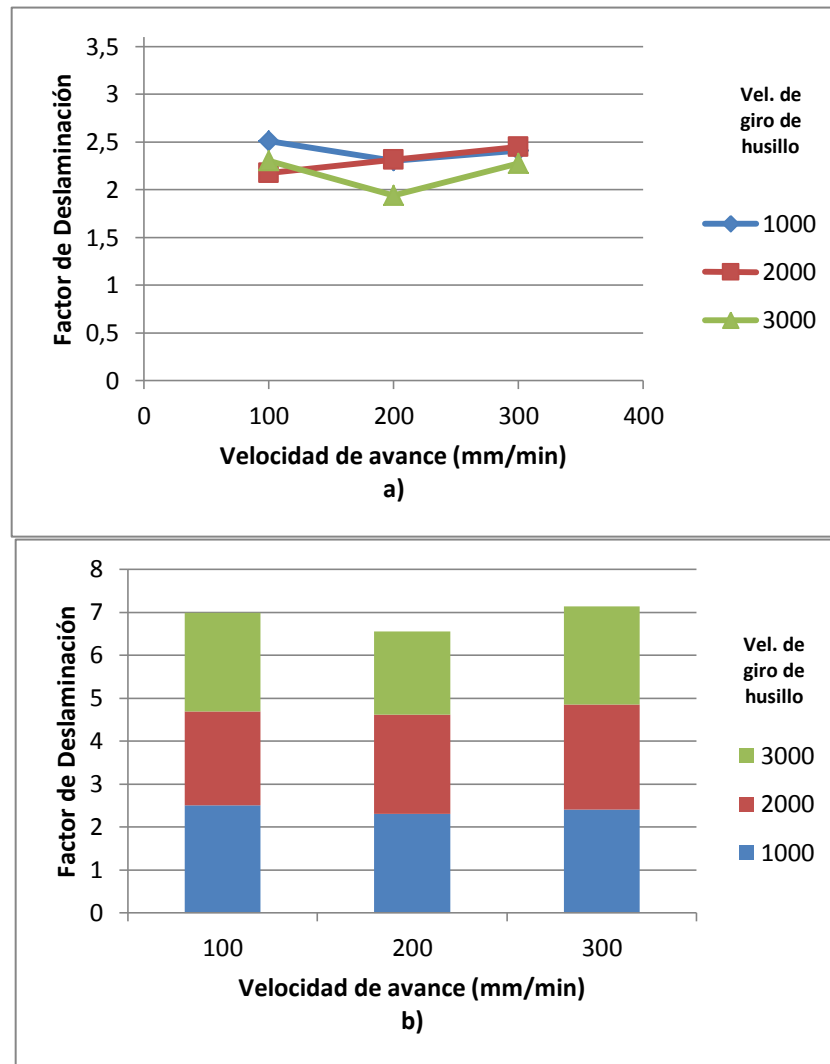 3,5
3
2,5
2
1,5
1
0,5
0
Factor de Deslaminación
0 100 200 300 400
Velocidad de avance (mm/min)
a)
Vel. de
giro de
husillo
1000
2000
3000
8
7
6
5
4
3
2
1
0
Factor de Deslaminación
100 200 300
Velocidad de avance (mm/min)
b)
Vel. de
giro de
husillo
3000
2000
1000